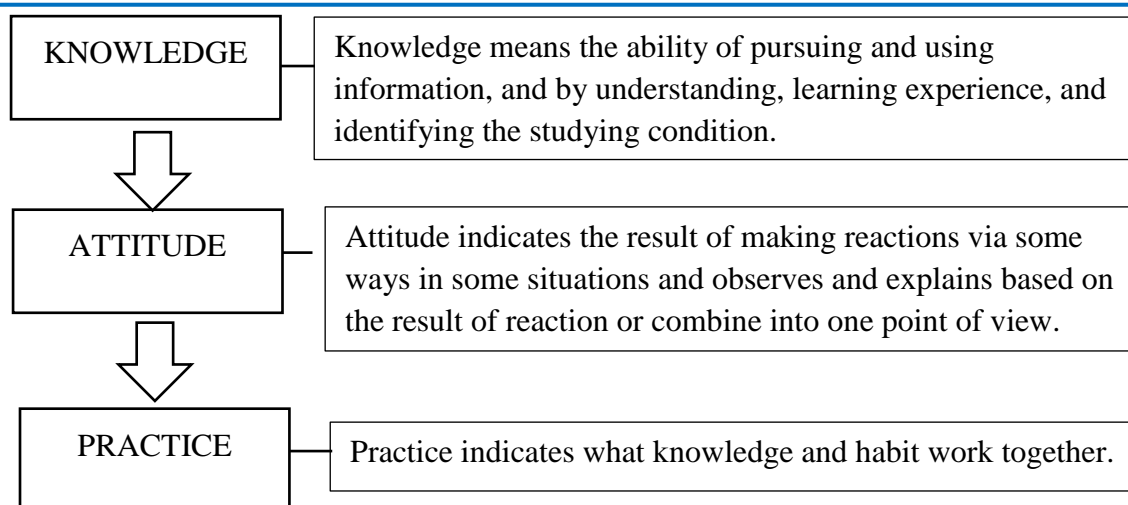 KNOWLEDGE
Knowledge means the ability of pursuing and using
information, and by understanding, learning experience, and
identifying the studying condition.
ATTITUDE
Attitude indicates the result of making reactions via some
ways in some situations and observes and explains based on
the result of reaction or combine into one point of view.
PRACTICE
Practice indicates what knowledge and habit work together.